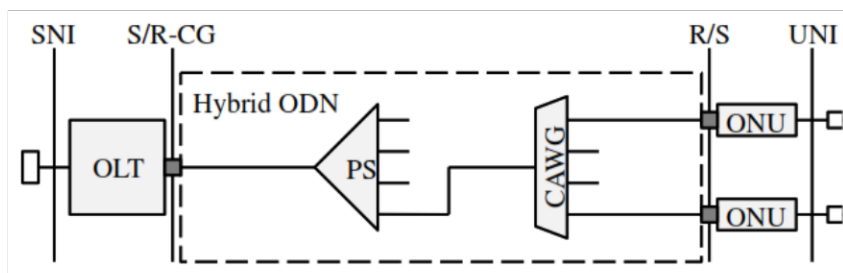 SNI S/R-CG R/S UNI
Hybrid ODN
OLT PS CAWG ONU
ONU